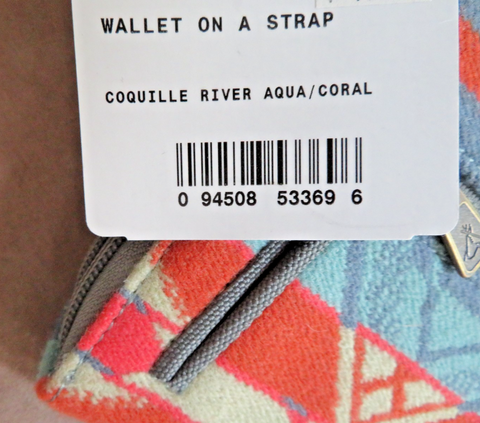 WALLET ON A STRAP
COQUILLE RIVER AQUA/CORAL
0 94508 53369 6